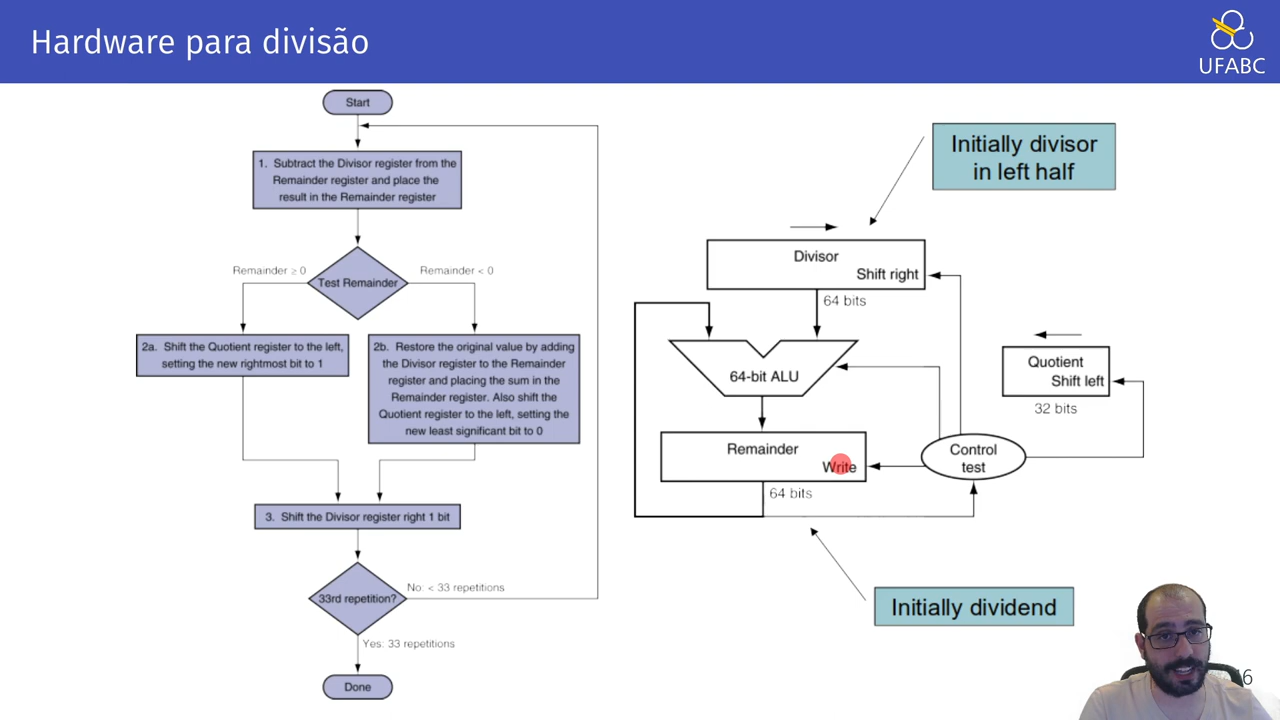 Hardware para divisão
UFABC
Start
1. Subtract the Divisor register from the
Remainder register and place the
result in the Remainder register
Remainder ≥ 0
Test Remainder
Remainder < 0
2a. Shift the Quotient register to the left,
setting the new rightmost bit to 1
2b. Restore the original value by adding
the Divisor register to the Remainder
register and placing the sum in the
Remainder register. Also shift the
Quotient register to the left, setting the
new least significant bit to 0
3. Shift the Divisor register right 1 bit
33rd repetition?
No: < 33 repetitions
Yes: 33 repetitions
Done
Initially divisor
in left half
Divisor
Shift right
64 bits
64-bit ALU
Quotient
Shift left
32 bits
Remainder
Write
64 bits
Control
test
Initially dividend